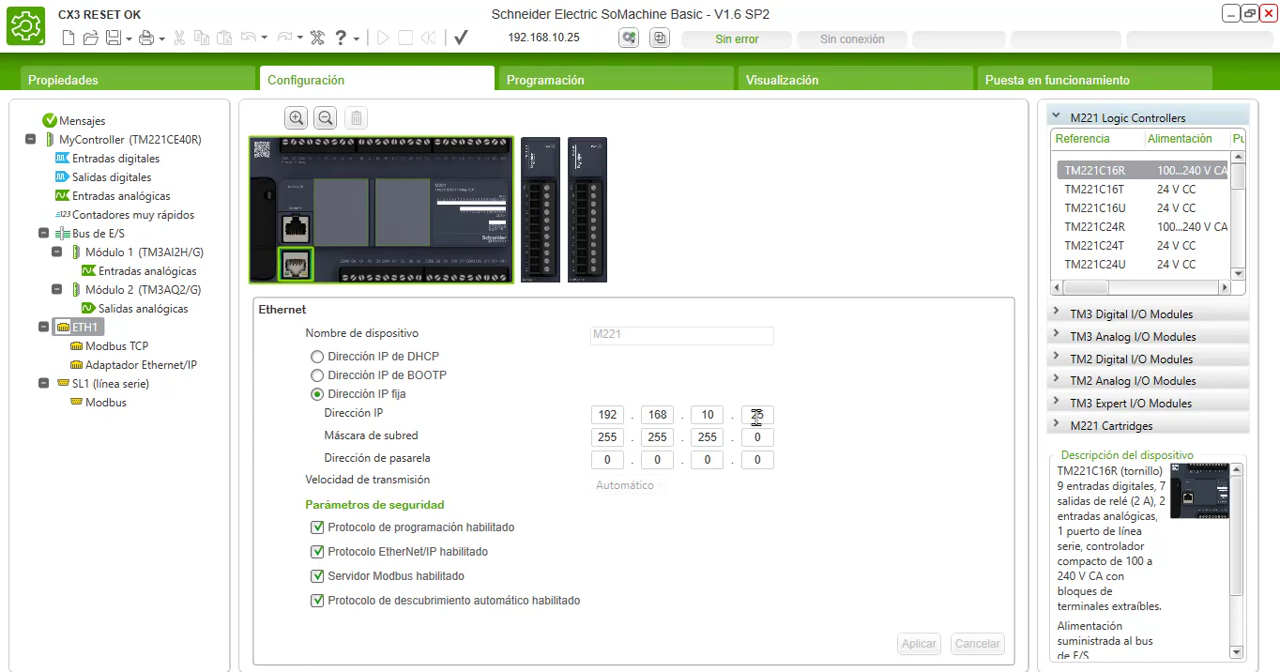 CX3 RESET OK
Schneider Electric SoMachine Basic - V1.6 SP2
192.168.10.25
Sin error
Sin conexión
Propiedades
Configuración
Programación
Visualización
Puesta en funcionamiento
Mensajes
MyController (TM221CE40R)
Entradas digitales
Salidas digitales
Entradas analógicas
Contadores muy rápidos
Bus de E/S
Módulo 1 (TM3AI2H/G)
Entradas analógicas
Módulo 2 (TM3AQ2/G)
Salidas analógicas
ETH1
Modbus TCP
Adaptador Ethernet/IP
SL1 (línea serie)
Modbus
Schneider
Ethernet
Nombre de dispositivo
M221
Dirección IP de DHCP
Dirección IP de BOOTP
Dirección IP fija
Dirección IP
192 . 168 . 10 . 25
Máscara de subred
255 . 255 . 255 . 0
Dirección de pasarela
0 . 0 . 0 . 0
Velocidad de transmisión
Automático
Parámetros de seguridad
Protocolo de programación habilitado
Protocolo EtherNet/IP habilitado
Servidor Modbus habilitado
Protocolo de descubrimiento automático habilitado
Aplicar
Cancelar
M221 Logic Controllers
Referencia Alimentación Pu
TM221C16R 100...240 V CA
TM221C16T 24 V CC
TM221C16U 24 V CC
TM221C24R 100...240 V CA
TM221C24T 24 V CC
TM221C24U 24 V CC
TM3 Digital I/O Modules
TM3 Analog I/O Modules
TM2 Digital I/O Modules
TM2 Analog I/O Modules
TM3 Expert I/O Modules
M221 Cartridges
Descripción del dispositivo
TM221C16R (tornillo)
9 entradas digitales, 7
salidas de relé (2 A), 2
entradas analógicas,
1 puerto de línea
serie, controlador
compacto de 100 a
240 V CA con
bloques de
terminales extraíbles.
Alimentación
suministrada al bus
de E/S